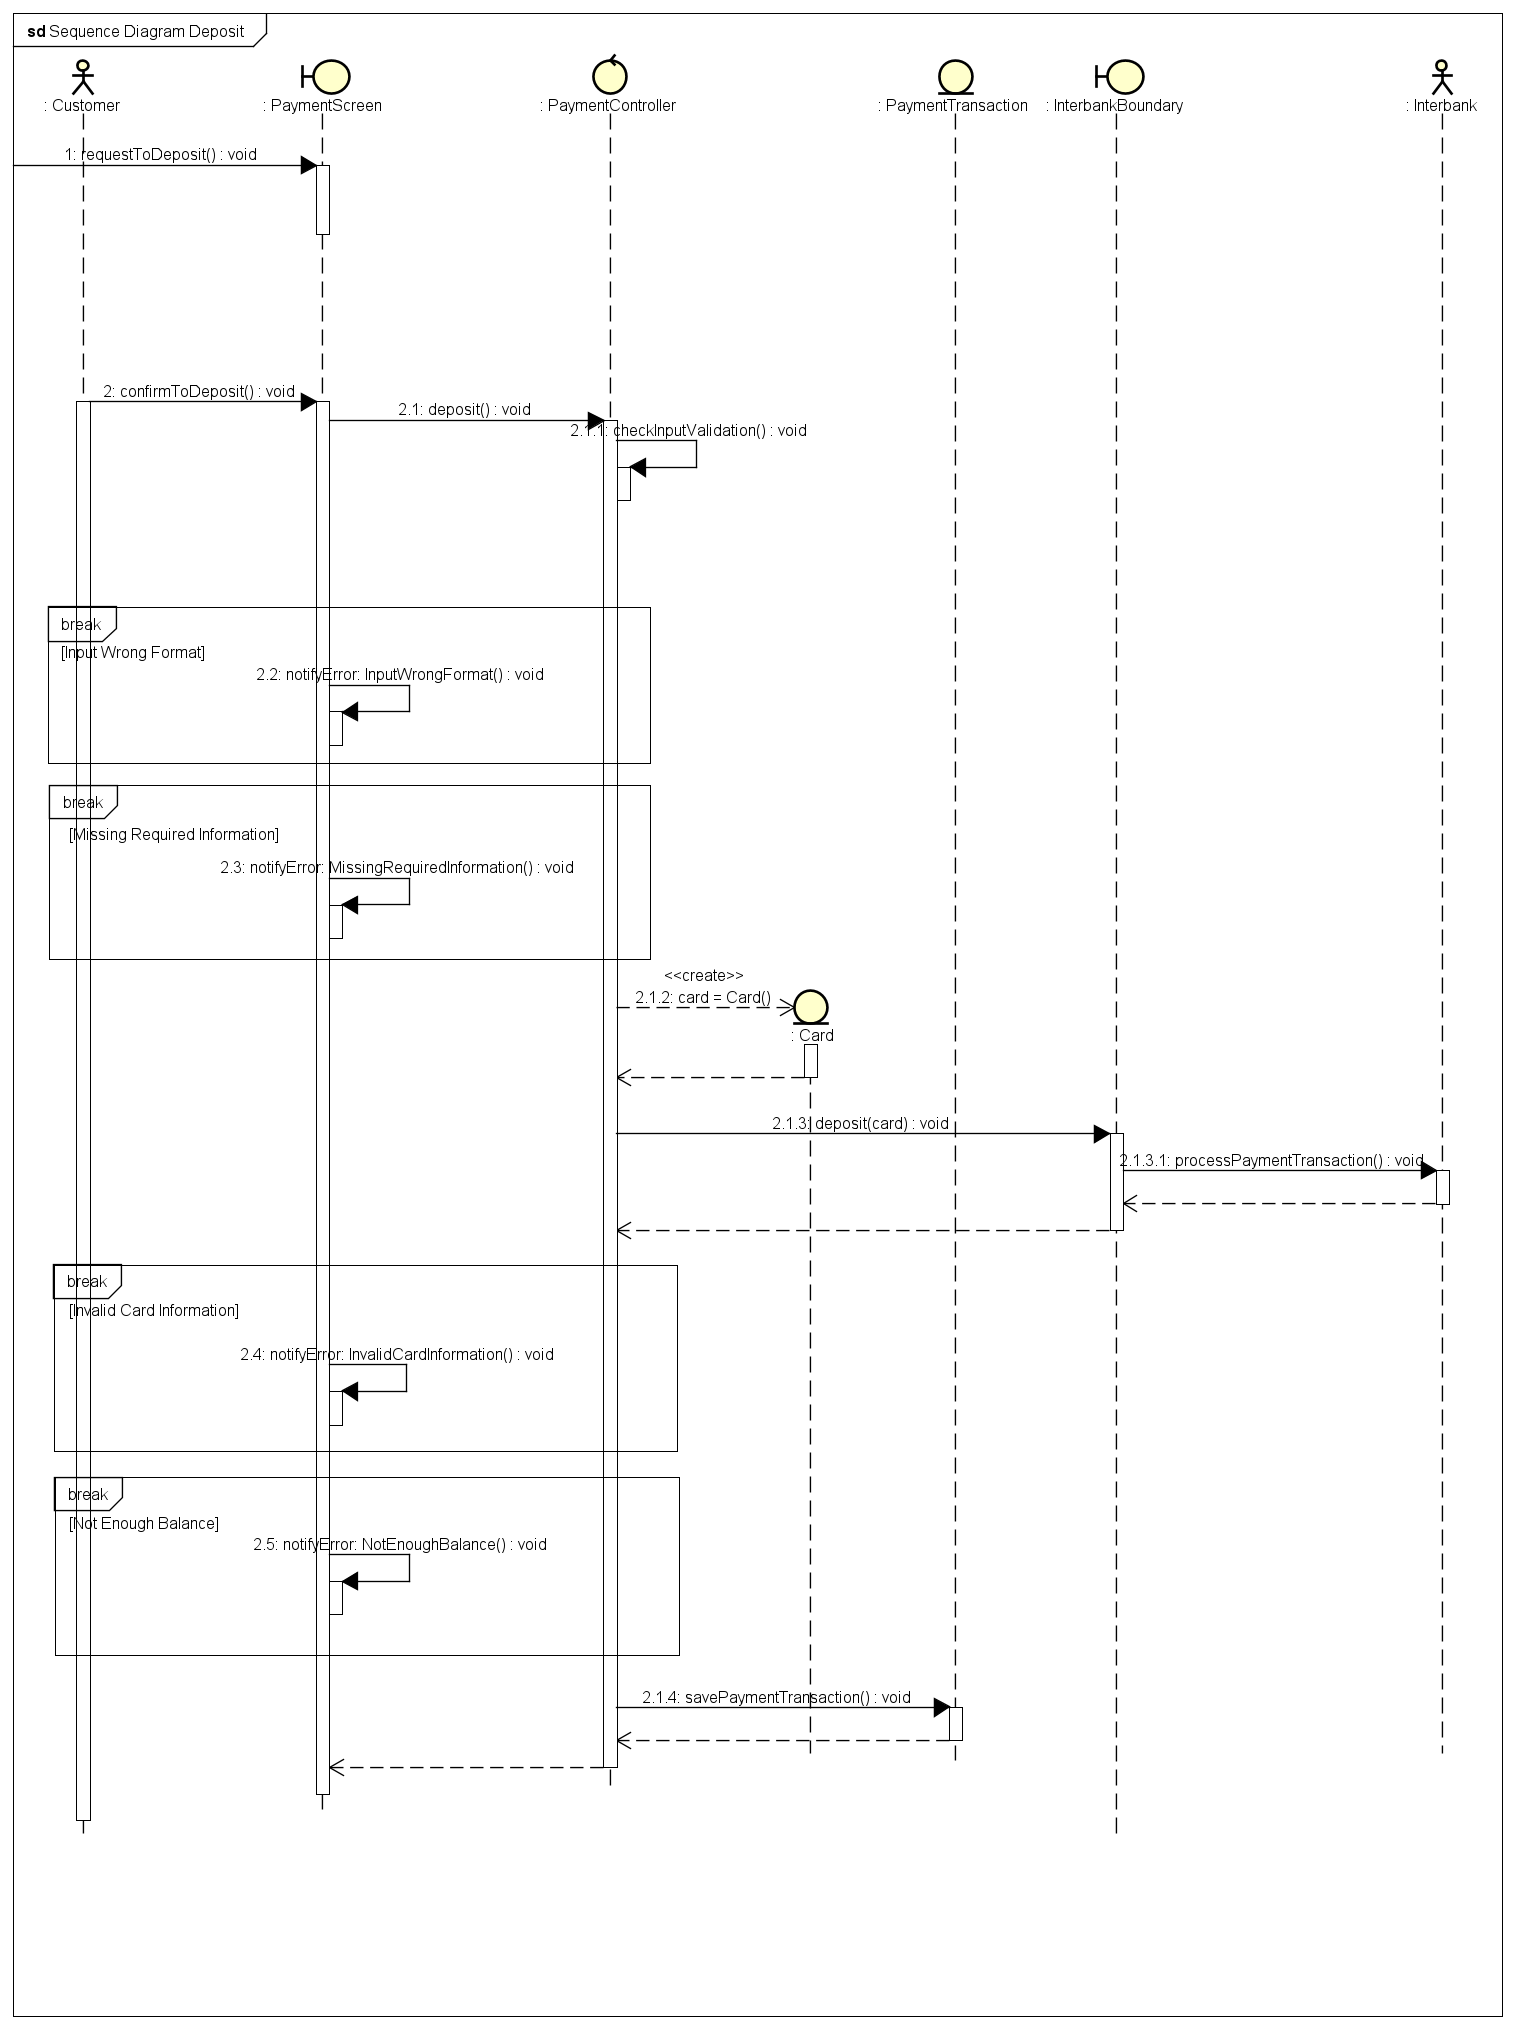 sd Sequence Diagram Deposit
: Customer
: PaymentScreen
: PaymentController
: PaymentTransaction
: InterbankBoundary
: Interbank
1: requestToDeposit() : void
2: confirmToDeposit() : void
2.1: deposit() : void
2.1.1: checkInputValidation() : void
break
[Input Wrong Format]
2.2: notifyError: InputWrongFormat() : void
break
[Missing Required Information]
2.3: notifyError: MissingRequiredInformation() : void
<<create>>
2.1.2: card = Card()
: Card
2.1.3: deposit(card) : void
2.1.3.1: processPaymentTransaction() : void
break
[Invalid Card Information]
2.4: notifyError: InvalidCardInformation() : void
break
[Not Enough Balance]
2.5: notifyError: NotEnoughBalance() : void
2.1.4: savePaymentTransaction() : void